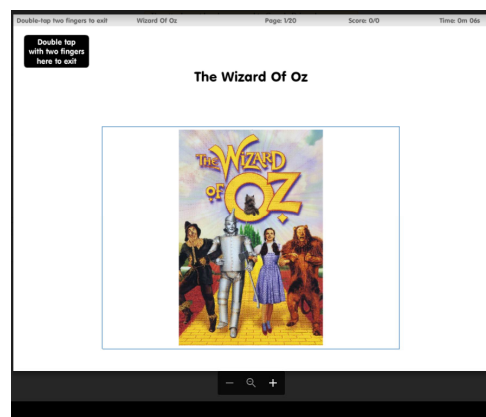 Double-tap two fingers to exit Wizard Of Oz Page: 1/20 Score: 0/0 Time: 0m 06s
Double tap
with two fingers
here to exit
The Wizard Of Oz
THE WIZARD
OF OZ